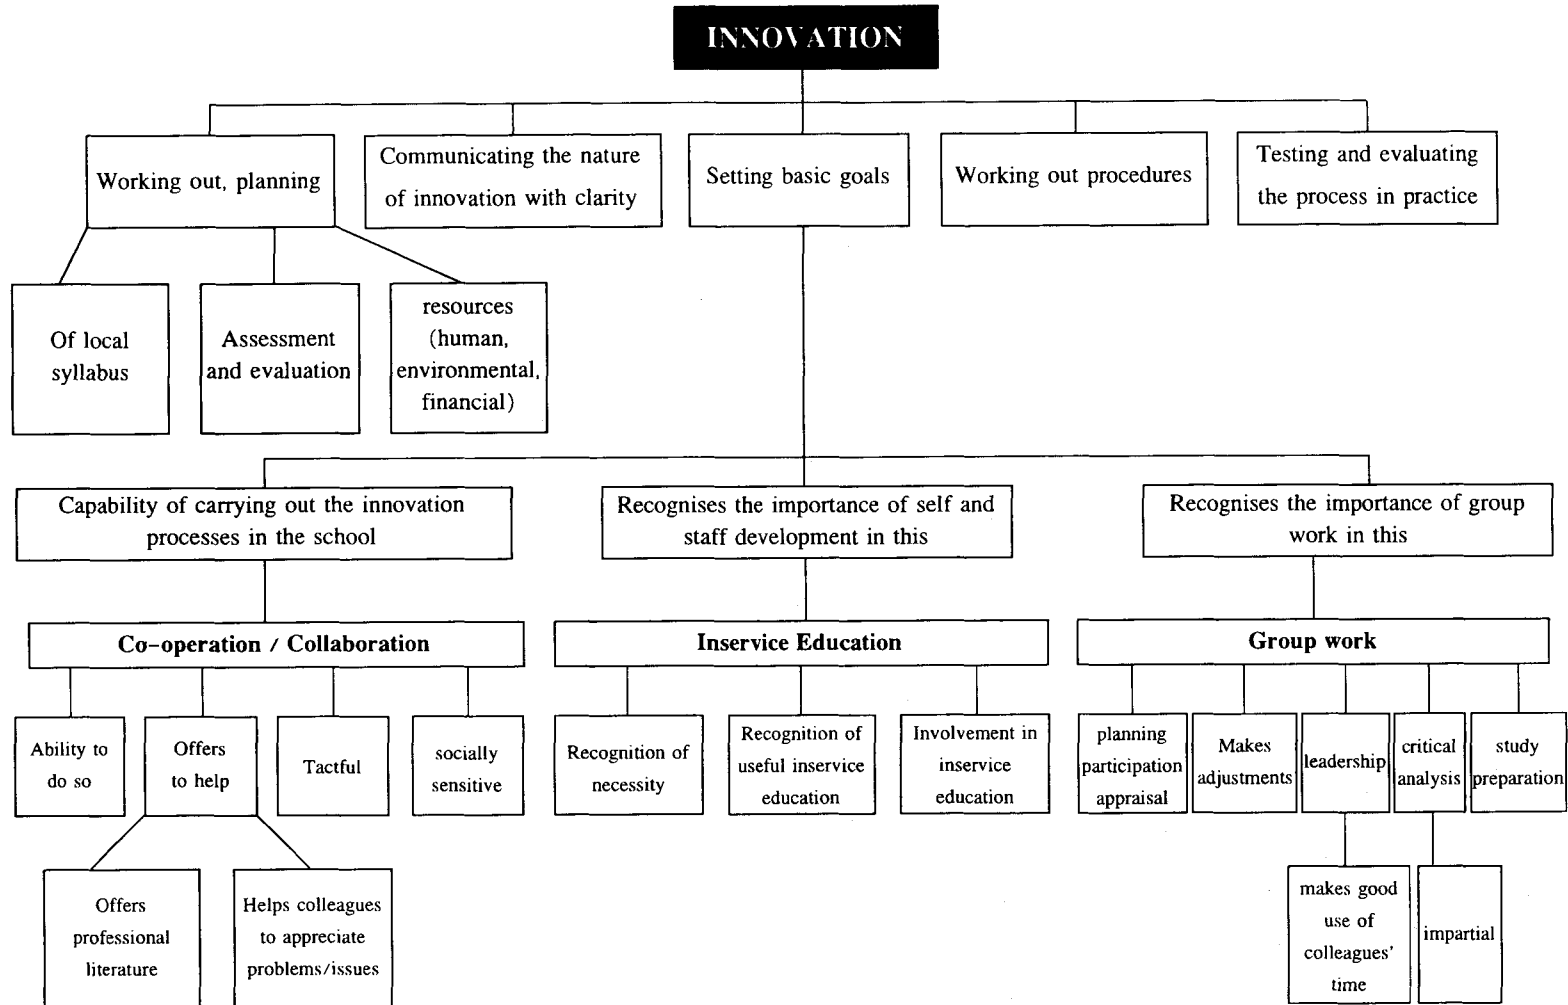 INNOVATION
Working out, planning
Communicating the nature
of innovation with clarity
Setting basic goals
Working out procedures
Testing and evaluating
the process in practice
Of local
syllabus
Assessment
and evaluation
resources
(human,
environmental,
financial)
Capability of carrying out the innovation
processes in the school
Recognises the importance of self and
staff development in this
Recognises the importance of group
work in this
Co-operation / Collaboration
Inservice Education
Group work
Ability to
do so
Offers
to help
Tactful
socially
sensitive
Recognition of
necessity
Recognition of
useful inservice
education
Involvement in
inservice
education
planning
participation
appraisal
Makes
adjustments
leadership
critical
analysis
study
preparation
Offers
professional
literature
Helps colleagues
to appreciate
problems/issues
makes good
use of
colleagues'
time
impartial